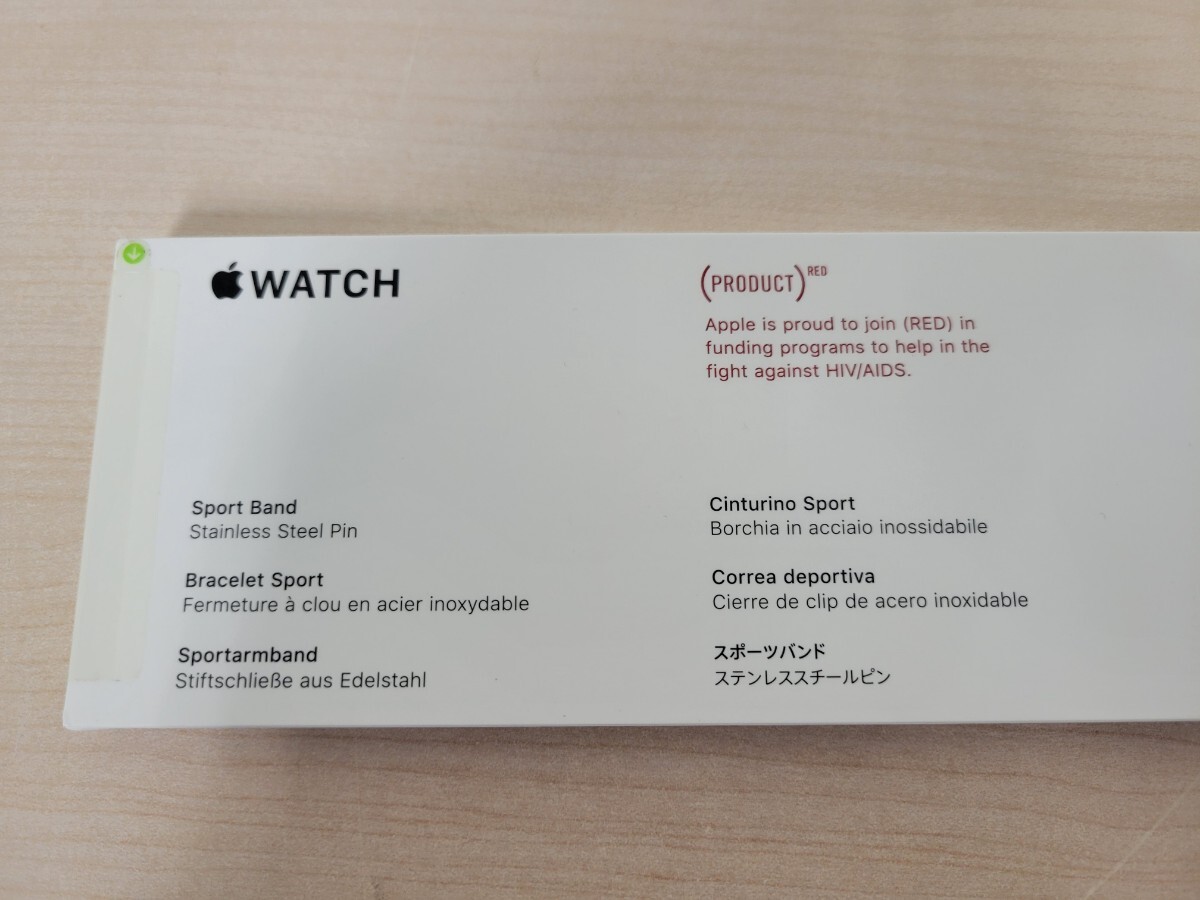 WATCH
(PRODUCT)RED
Apple is proud to join (RED) in
funding programs to help in the
fight against HIV/AIDS.
Sport Band
Stainless Steel Pin
Bracelet Sport
Fermeture à clou en acier inoxydable
Sportarmband
Stiftschließe aus Edelstahl
Cinturino Sport
Borchia in acciaio inossidabile
Correa deportiva
Cierre de clip de acero inoxidable
スポーツバンド
ステンレススチールピン